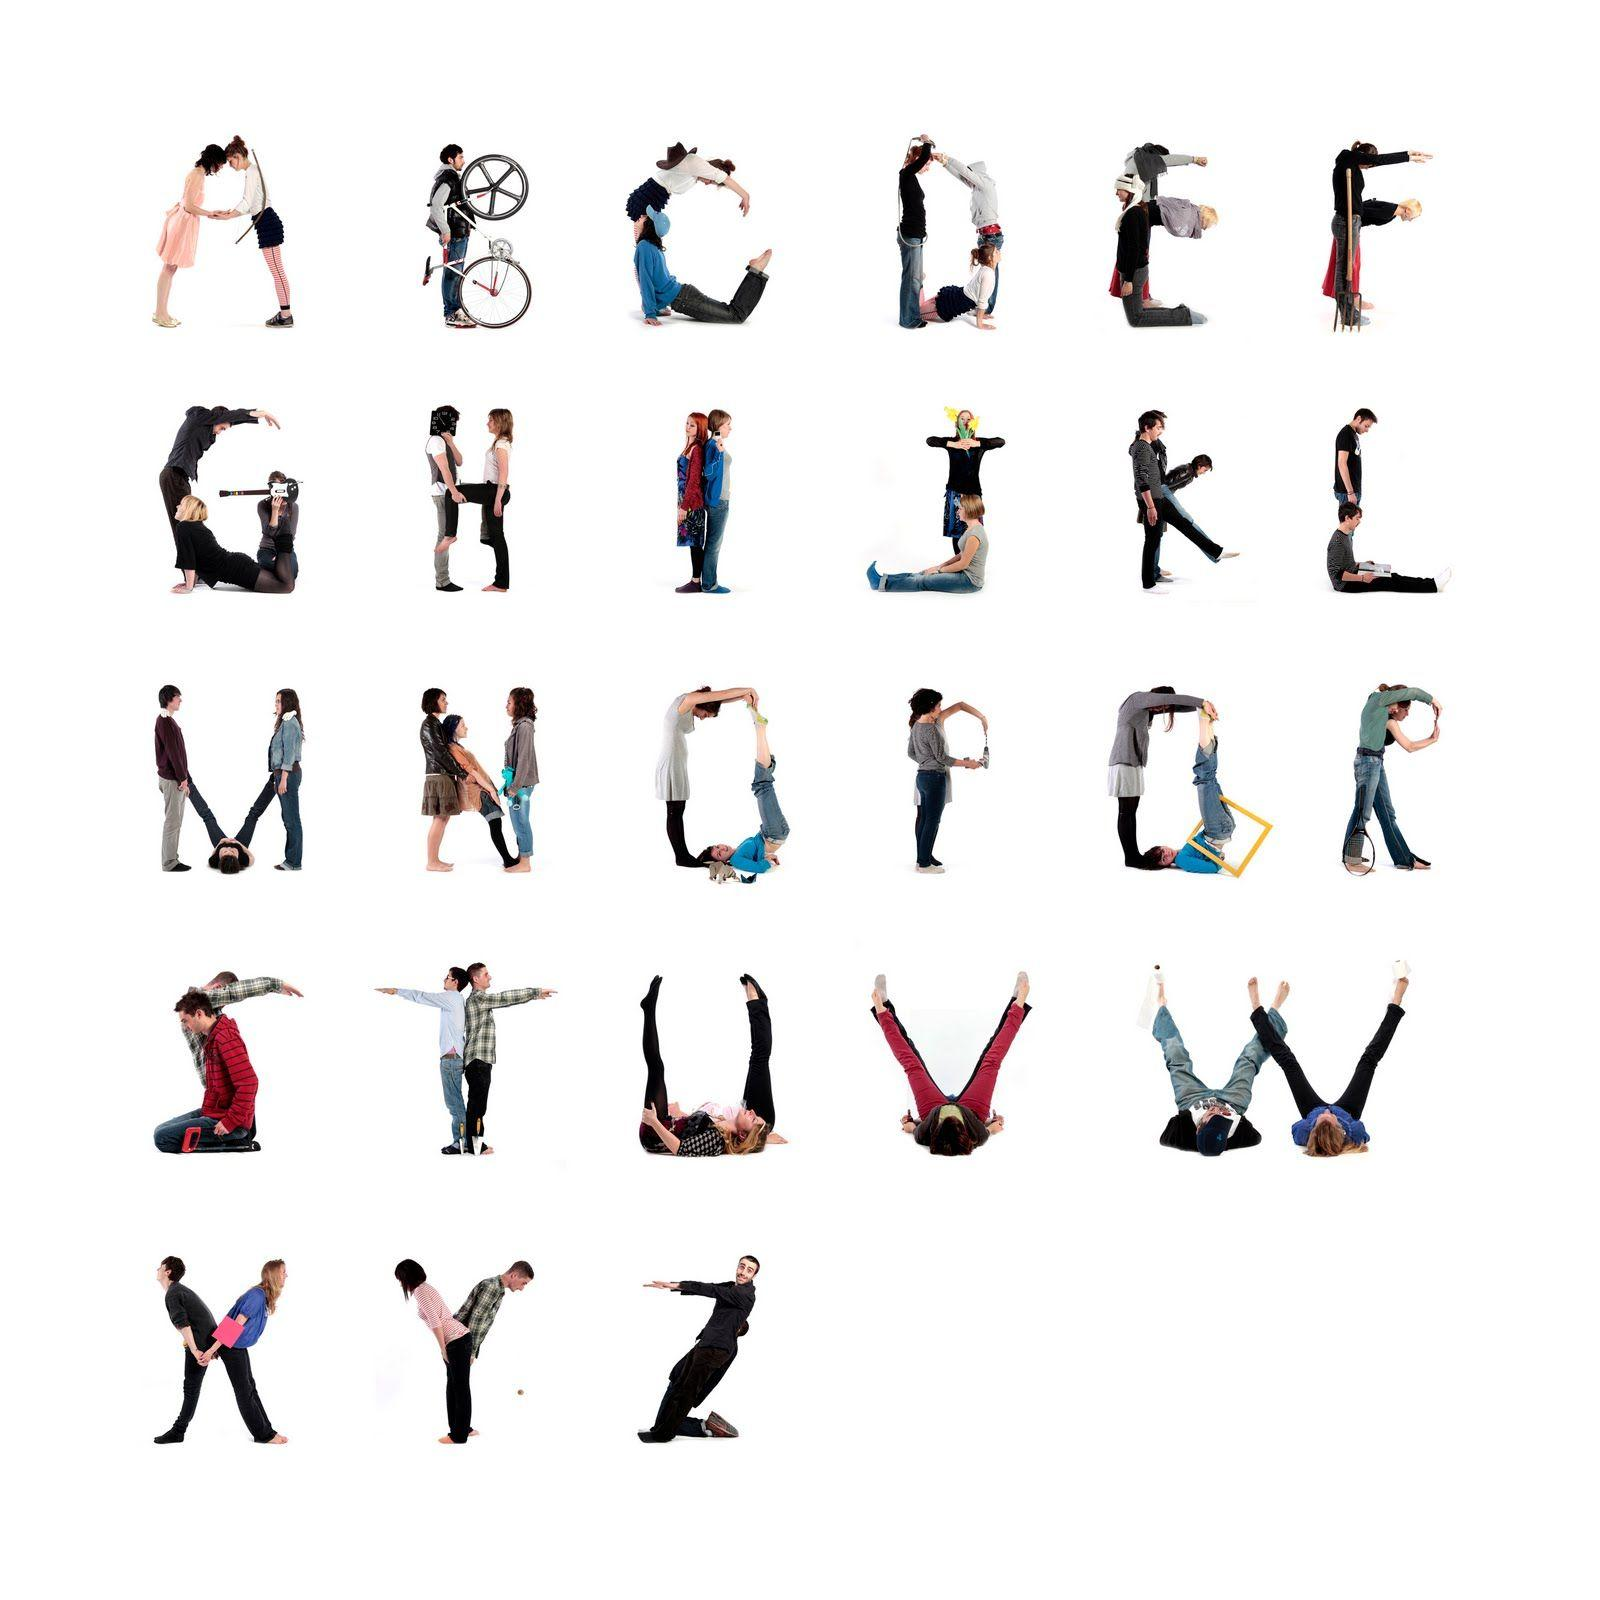 A B C D E F
G H I J K L
M N O P Q R
S T U V W
X Y Z